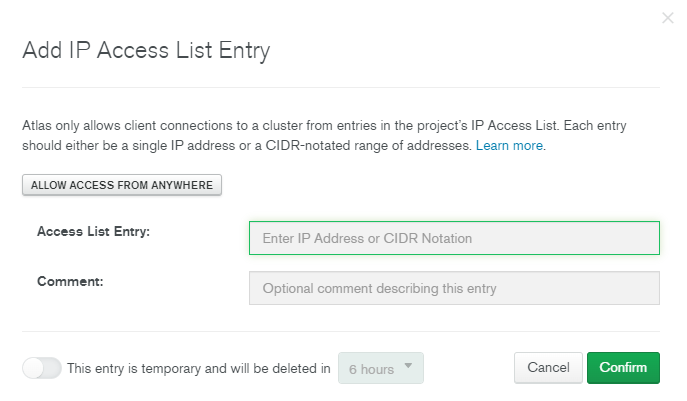 ×
Add IP Access List Entry
Atlas only allows client connections to a cluster from entries in the project's IP Access List. Each entry
should either be a single IP address or a CIDR-notated range of addresses. Learn more.
ALLOW ACCESS FROM ANYWHERE
Access List Entry: Enter IP Address or CIDR Notation
Comment: Optional comment describing this entry
This entry is temporary and will be deleted in 6 hours Cancel Confirm